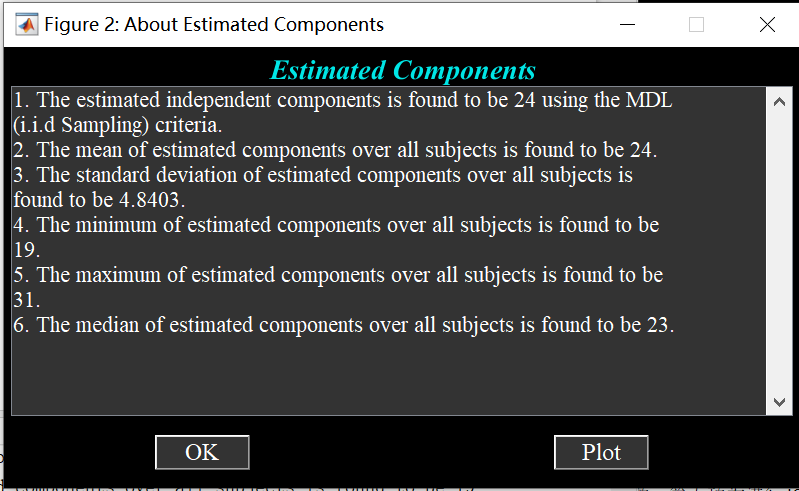 Figure 2: About Estimated Components
Estimated Components
1. The estimated independent components is found to be 24 using the MDL
(i.i.d Sampling) criteria.
2. The mean of estimated components over all subjects is found to be 24.
3. The standard deviation of estimated components over all subjects is
found to be 4.8403.
4. The minimum of estimated components over all subjects is found to be
19.
5. The maximum of estimated components over all subjects is found to be
31.
6. The median of estimated components over all subjects is found to be 23.
OK
Plot